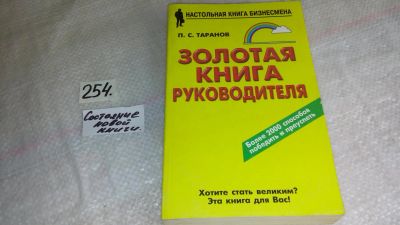 254.
Состояние
новой
книги.
НАСТОЛЬНАЯ КНИГА БИЗНЕСМЕНА
П. С. ТАРАНОВ
ЗОЛОТАЯ
КНИГА
РУКОВОДИТЕЛЯ
Более 2000 способов
победить и преуспеть
Хотите стать великим?
Эта книга для Вас!